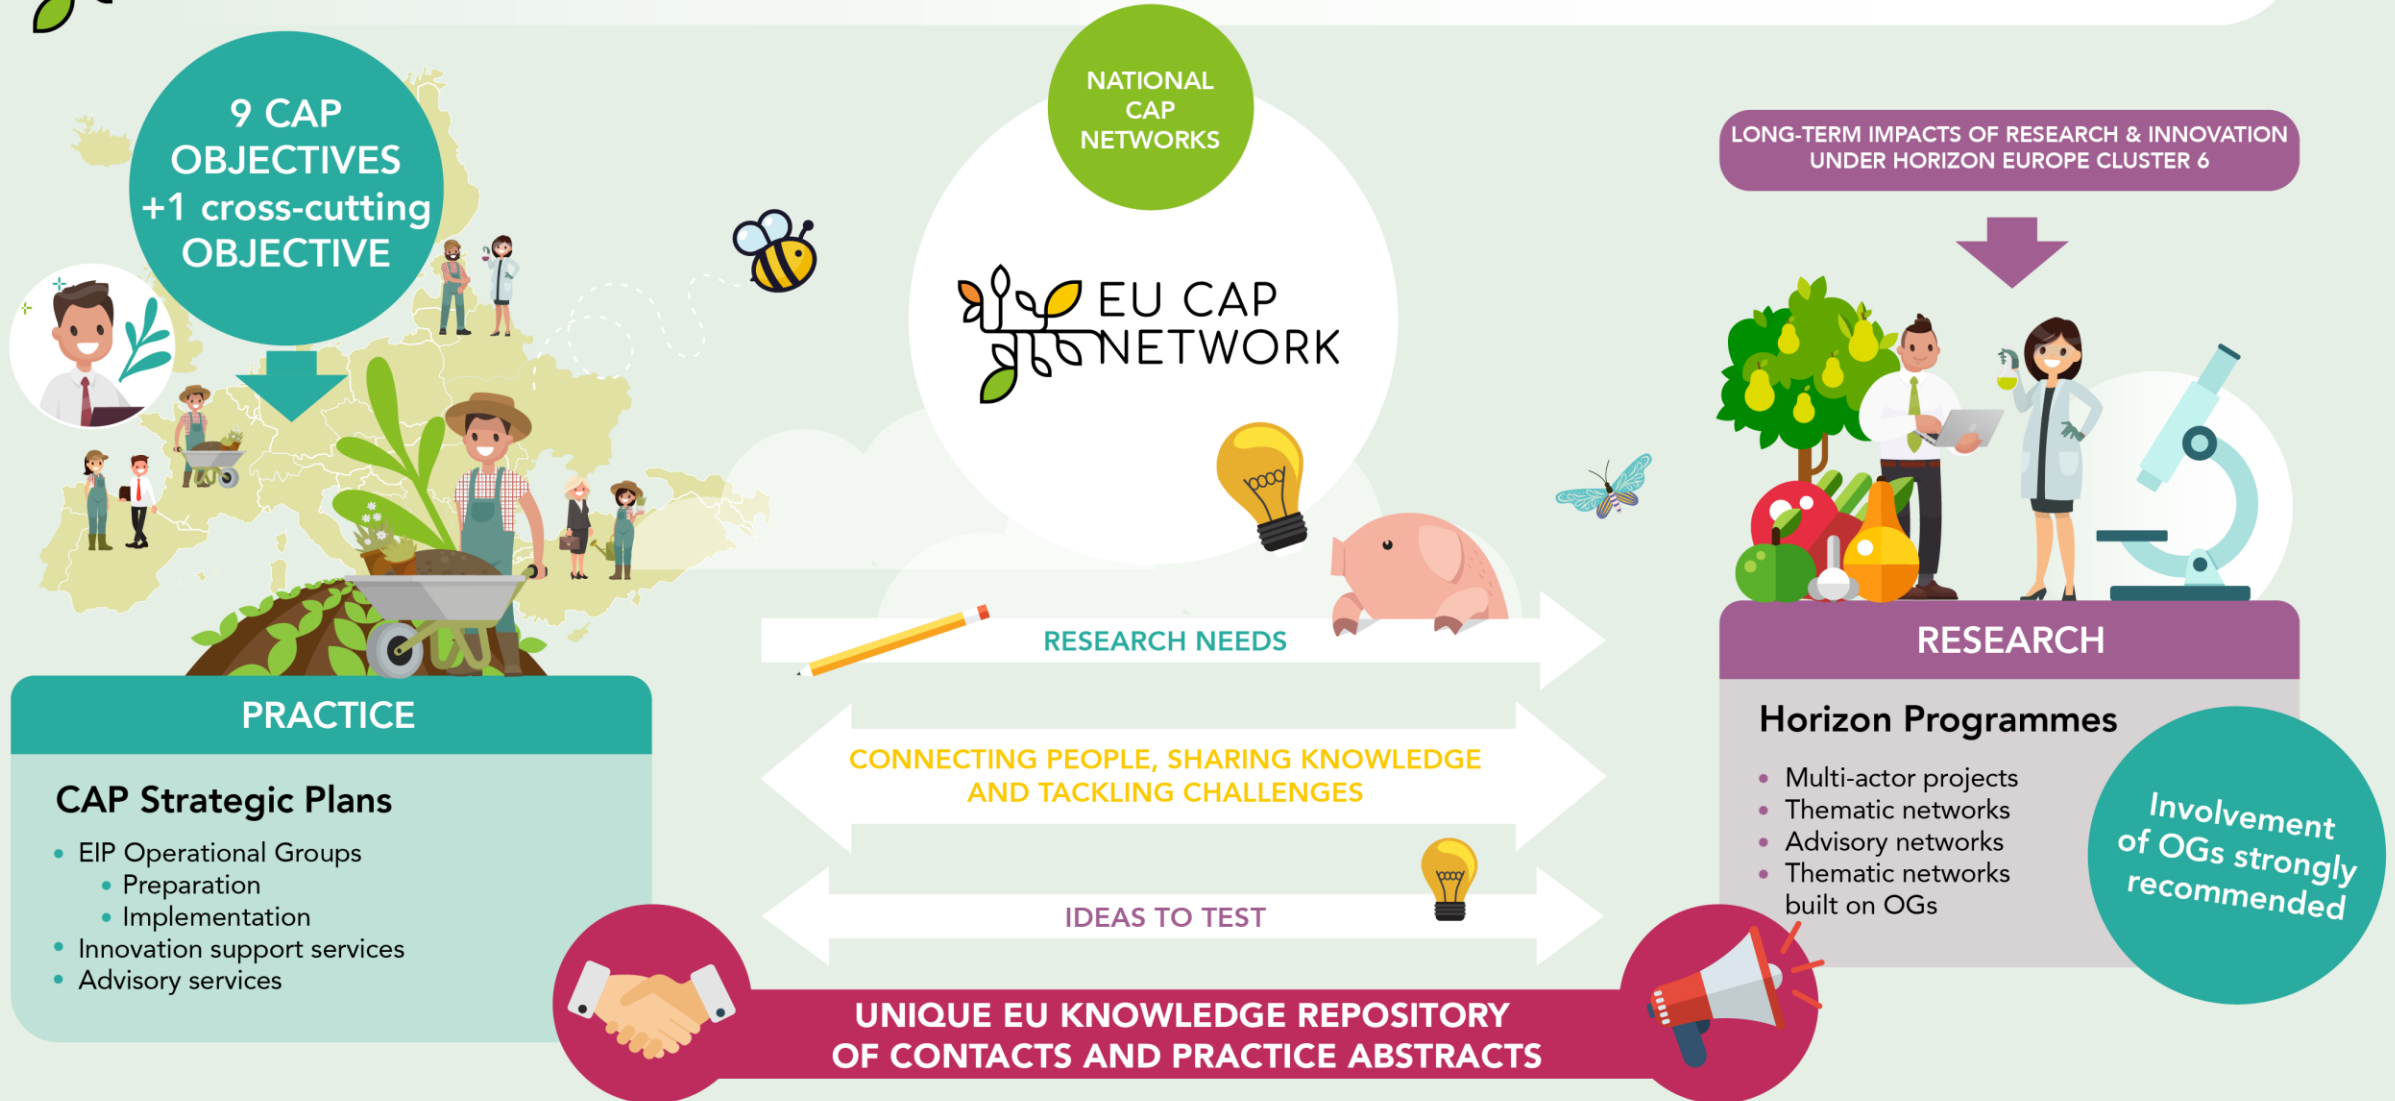 9 CAP
OBJECTIVES
+1 cross-cutting
OBJECTIVE
NATIONAL
CAP
NETWORKS
EU CAP
NETWORK
LONG-TERM IMPACTS OF RESEARCH & INNOVATION
UNDER HORIZON EUROPE CLUSTER 6
PRACTICE
CAP Strategic Plans
• EIP Operational Groups
• Preparation
• Implementation
• Innovation support services
• Advisory services
RESEARCH NEEDS
CONNECTING PEOPLE, SHARING KNOWLEDGE
AND TACKLING CHALLENGES
IDEAS TO TEST
RESEARCH
Horizon Programmes
• Multi-actor projects
• Thematic networks
• Advisory networks
• Thematic networks
built on OGs
Involvement
of OGs strongly
recommended
UNIQUE EU KNOWLEDGE REPOSITORY
OF CONTACTS AND PRACTICE ABSTRACTS